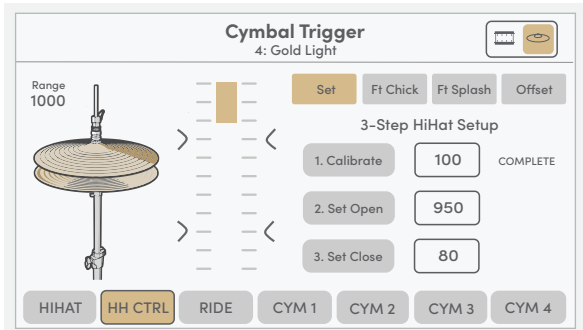 Cymbal Trigger
4: Gold Light
Range
1000
Set
Ft Chick
Ft Splash
Offset
3-Step HiHat Setup
1. Calibrate
100
COMPLETE
2. Set Open
950
3. Set Close
80
HIHAT
HH CTRL
RIDE
CYM 1
CYM 2
CYM 3
CYM 4